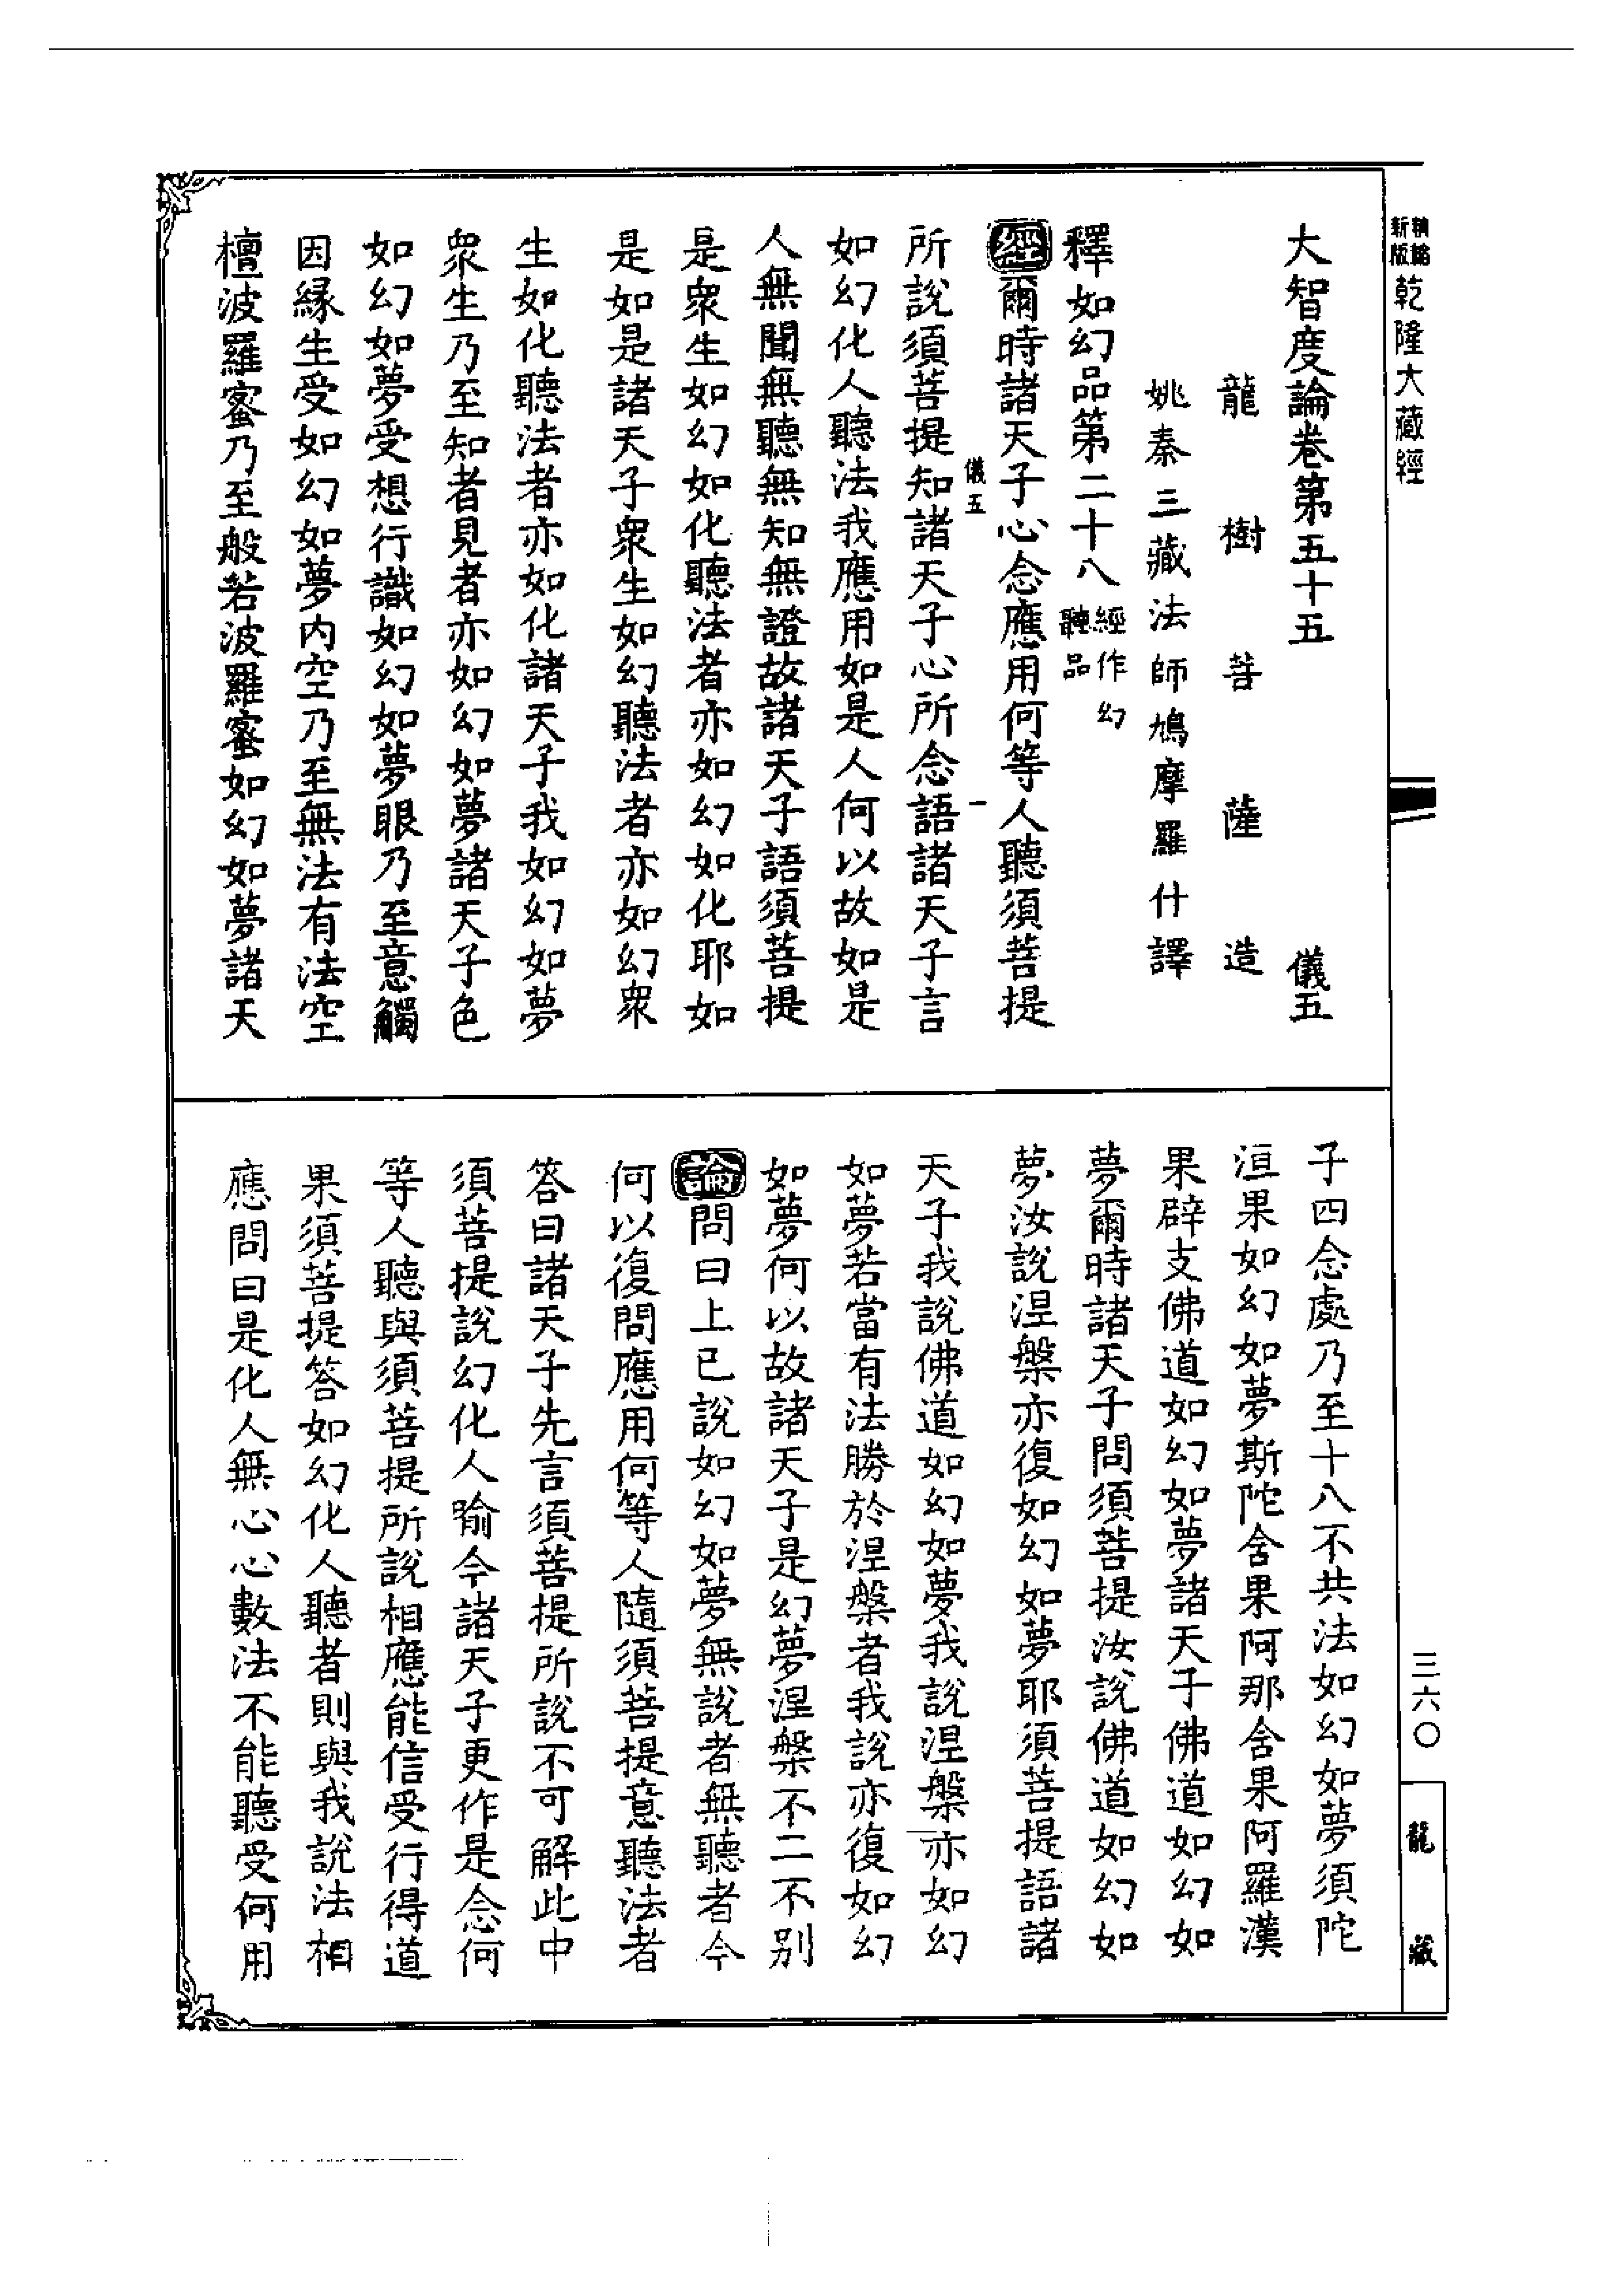 新版精縮乾隆大藏經
大智度論卷第五十五 儀五
龍樹菩薩造
姚秦三藏法師鳩摩羅什譯
釋如幻品第二十八經作幻聽品
經爾時諸天子心念應用何等人聽須菩提
儀五 一
所說須菩提知諸天子心所念語諸天子言
如幻化人聽法我應用如是人何以故如是
人無聞無聽無知無證故諸天子語須菩提
是衆生如幻如化聽法者亦如幻如化耶如
是如是諸天子衆生如幻聽法者亦如幻衆
生如化聽法者亦如化諸天子我如幻如夢
衆生乃至知者見者亦如幻如夢諸天子色
如幻如夢受想行識如幻如夢眼乃至意觸
因緣生受如幻如夢內空乃至無法有法空
檀波羅蜜乃至般若波羅蜜如幻如夢諸天
子四念處乃至十八不共法如幻如夢須陀
洹果如幻如夢斯陀含果阿那含果阿羅漢
果辟支佛道如幻如夢諸天子佛道如幻如
夢爾時諸天子問須菩提汝說佛道如幻如
夢汝說涅槃亦復如幻如夢耶須菩提語諸
天子我說佛道如幻如夢我說涅槃亦如幻
如夢若當有法勝於涅槃者我說亦復如幻
如夢何以故諸天子是幻夢涅槃不二不別
論問曰上已說如幻如夢無說者無聽者今
何以復問應用何等人隨須菩提意聽法者
答曰諸天子先言須菩提所說不可解此中
須菩提說幻化人喻今諸天子更作是念何
等人聽與須菩提所說相應能信受行得道
果須菩提答如幻化人聽者則與我說法相
應問曰是化人無心心數法不能聽受何用
三六〇
龍藏